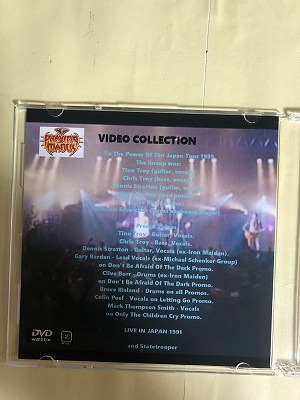 PRAYING MANTIS
VIDEO COLLECTION
To The Power Of Ten Japan Tour
The lineup was:
Tino Troy (guitar, vocals)
Chris Troy (bass, vocals)
Dennis Stratton (guitar,
Tino Troy - Guitar, Vocals.
Chris Troy - Bass, Vocals.
Dennis Stratton - Guitar, Vocals (ex-Iron Maiden).
Gary Barden - Lead Vocals (ex-Michael Schenker Group)
on Don't Be Afraid Of The Dark Promo.
Clive Burr - Drums (ex-Iron Maiden)
on Don't Be Afraid Of The Dark Promo.
Bruce Bisland - Drums on all Promos.
Colin Peel - Vocals on Letting Go Promo.
Mark Thompson Smith - Vocals
on Only The Children Cry Promo.
LIVE IN JAPAN 1991
and Statetrooper
DVD
VIDEO
2